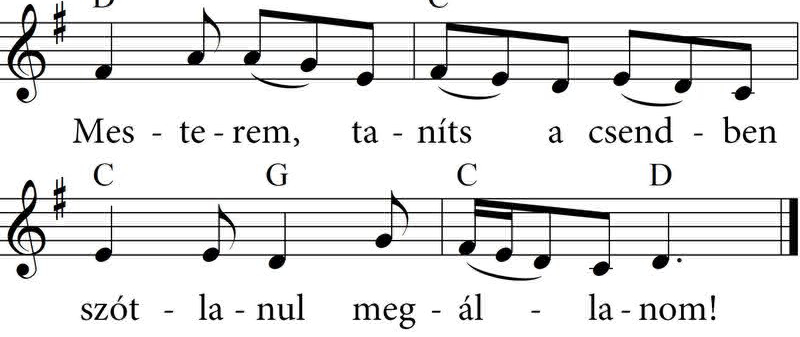 Mes - te - rem, ta - níts a csend - ben
C G C D
szót - la - nul meg - ál - la - nom!